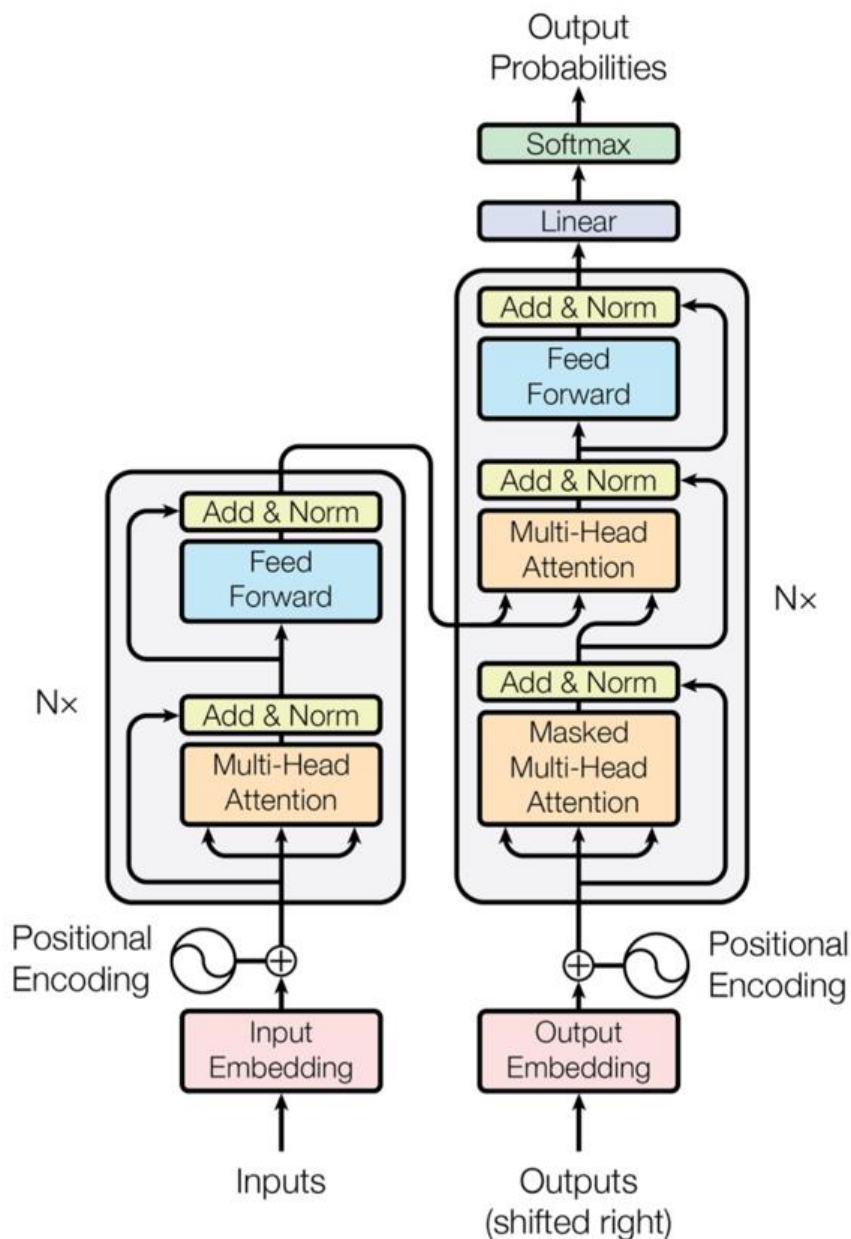 Output
Probabilities
Softmax
Linear
Add & Norm
Feed
Forward
Add & Norm
Multi-Head
Attention
Add & Norm
Masked
Multi-Head
Attention
N×
Add & Norm
Feed
Forward
Add & Norm
Multi-Head
Attention
N×
Positional
Encoding
Positional
Encoding
Input
Embedding
Output
Embedding
Inputs
Outputs
(shifted right)